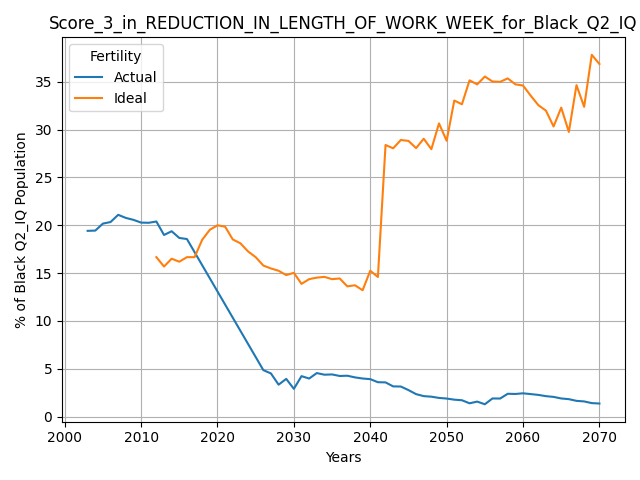 Score_3_in_REDUCTION_IN_LENGTH_OF_WORK_WEEK_for_Black_Q2_IQ
Fertility
Actual
Ideal
% of Black Q2_IQ Population
35
30
25
20
15
10
5
0
2000 2010 2020 2030 2040 2050 2060 2070
Years